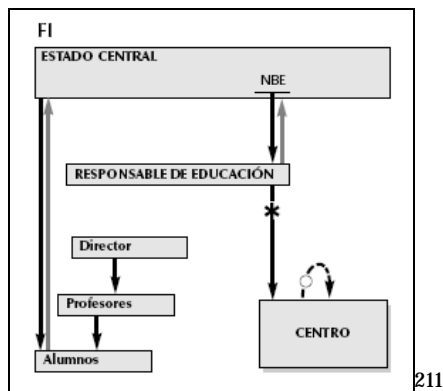 FI
ESTADO CENTRAL
NBE
RESPONSABLE DE EDUCACIÓN
Director
Profesores
CENTRO
Alumnos
211